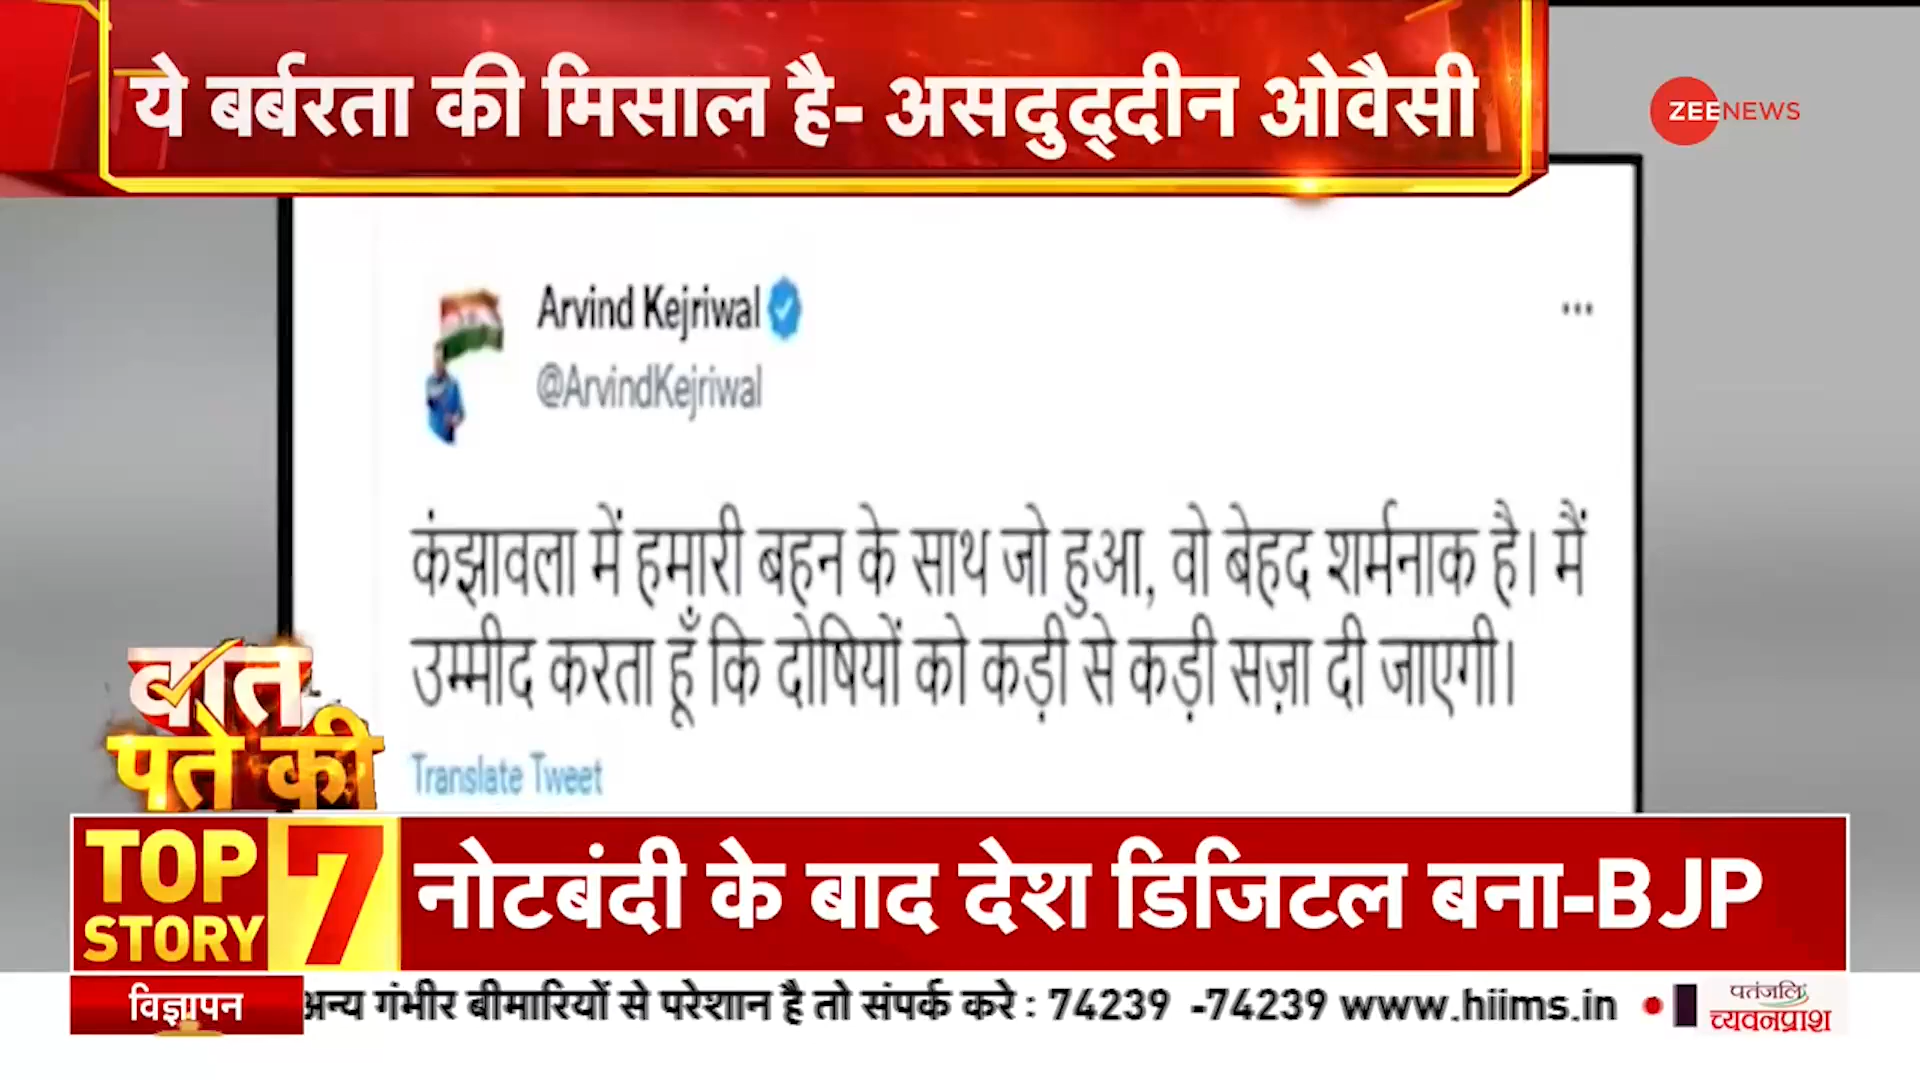 ये बर्बरता की मिसाल है- असदुद्दीन ओवैसी
ZEENEWS
Arvind Kejriwal
@ArvindKejriwal
कंझावला में हमारी बहन के साथ जो हुआ, वो बेहद शर्मनाक है। मैं
उम्मीद करता हूँ कि दोषियों को कड़ी से कड़ी सज़ा दी जाएगी।
Translate Tweet
बात
पते की
TOP
STORY
7
नोटबंदी के बाद देश डिजिटल बना-BJP
विज्ञापन
अन्य गंभीर बीमारियों से परेशान है तो संपर्क करे : 74239 -74239 www.hiims.in
पतंजलि
च्यवनप्राश